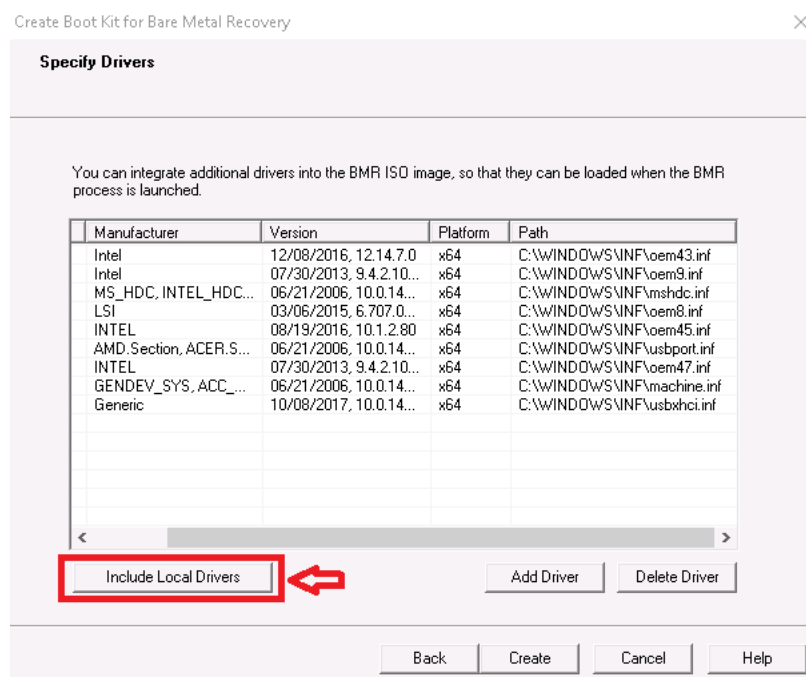 Create Boot Kit for Bare Metal Recovery
Specify Drivers
You can integrate additional drivers into the BMR ISO image, so that they can be loaded when the BMR
process is launched.
Manufacturer Version Platform Path
Intel 12/08/2016, 12.14.7.0 x64 C:\WINDOWS\INF\oem43.inf
Intel 07/30/2013, 9.4.2.10... x64 C:\WINDOWS\INF\oem9.inf
MS_HDC, INTEL_HDC... 06/21/2006, 10.0.14... x64 C:\WINDOWS\INF\mshdc.inf
LSI 03/06/2015, 6.707.0... x64 C:\WINDOWS\INF\oem8.inf
INTEL 08/19/2016, 10.1.2.80 x64 C:\WINDOWS\INF\oem45.inf
AMD.Section, ACER.S... 06/21/2006, 10.0.14... x64 C:\WINDOWS\INF\usbport.inf
INTEL 07/30/2013, 9.4.2.10... x64 C:\WINDOWS\INF\oem47.inf
GENDEV_SYS, ACC_... 06/21/2006, 10.0.14... x64 C:\WINDOWS\INF\machine.inf
Generic 10/08/2017, 10.0.14... x64 C:\WINDOWS\INF\usbxhci.inf
Include Local Drivers Add Driver Delete Driver
Back Create Cancel Help